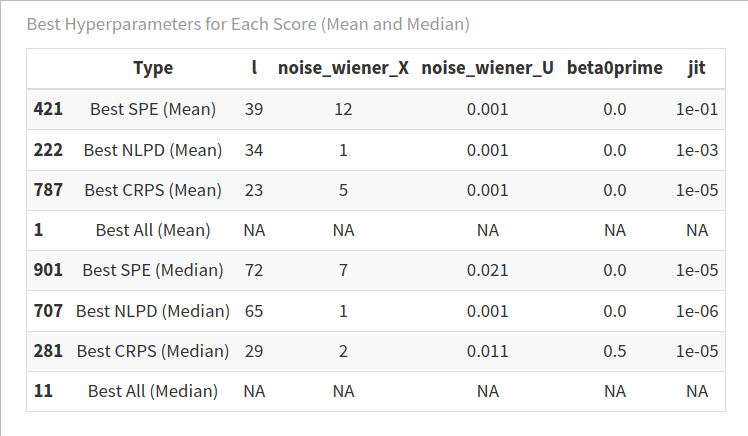 Best Hyperparameters for Each Score (Mean and Median)
Type l noise_wiener_X noise_wiener_U beta0prime jit
421 Best SPE (Mean) 39 12 0.001 0.0 1e-01
222 Best NLPD (Mean) 34 1 0.001 0.0 1e-03
787 Best CRPS (Mean) 23 5 0.001 0.0 1e-05
1 Best All (Mean) NA NA NA NA NA
901 Best SPE (Median) 72 7 0.021 0.0 1e-05
707 Best NLPD (Median) 65 1 0.001 0.0 1e-06
281 Best CRPS (Median) 29 2 0.011 0.5 1e-05
11 Best All (Median) NA NA NA NA NA